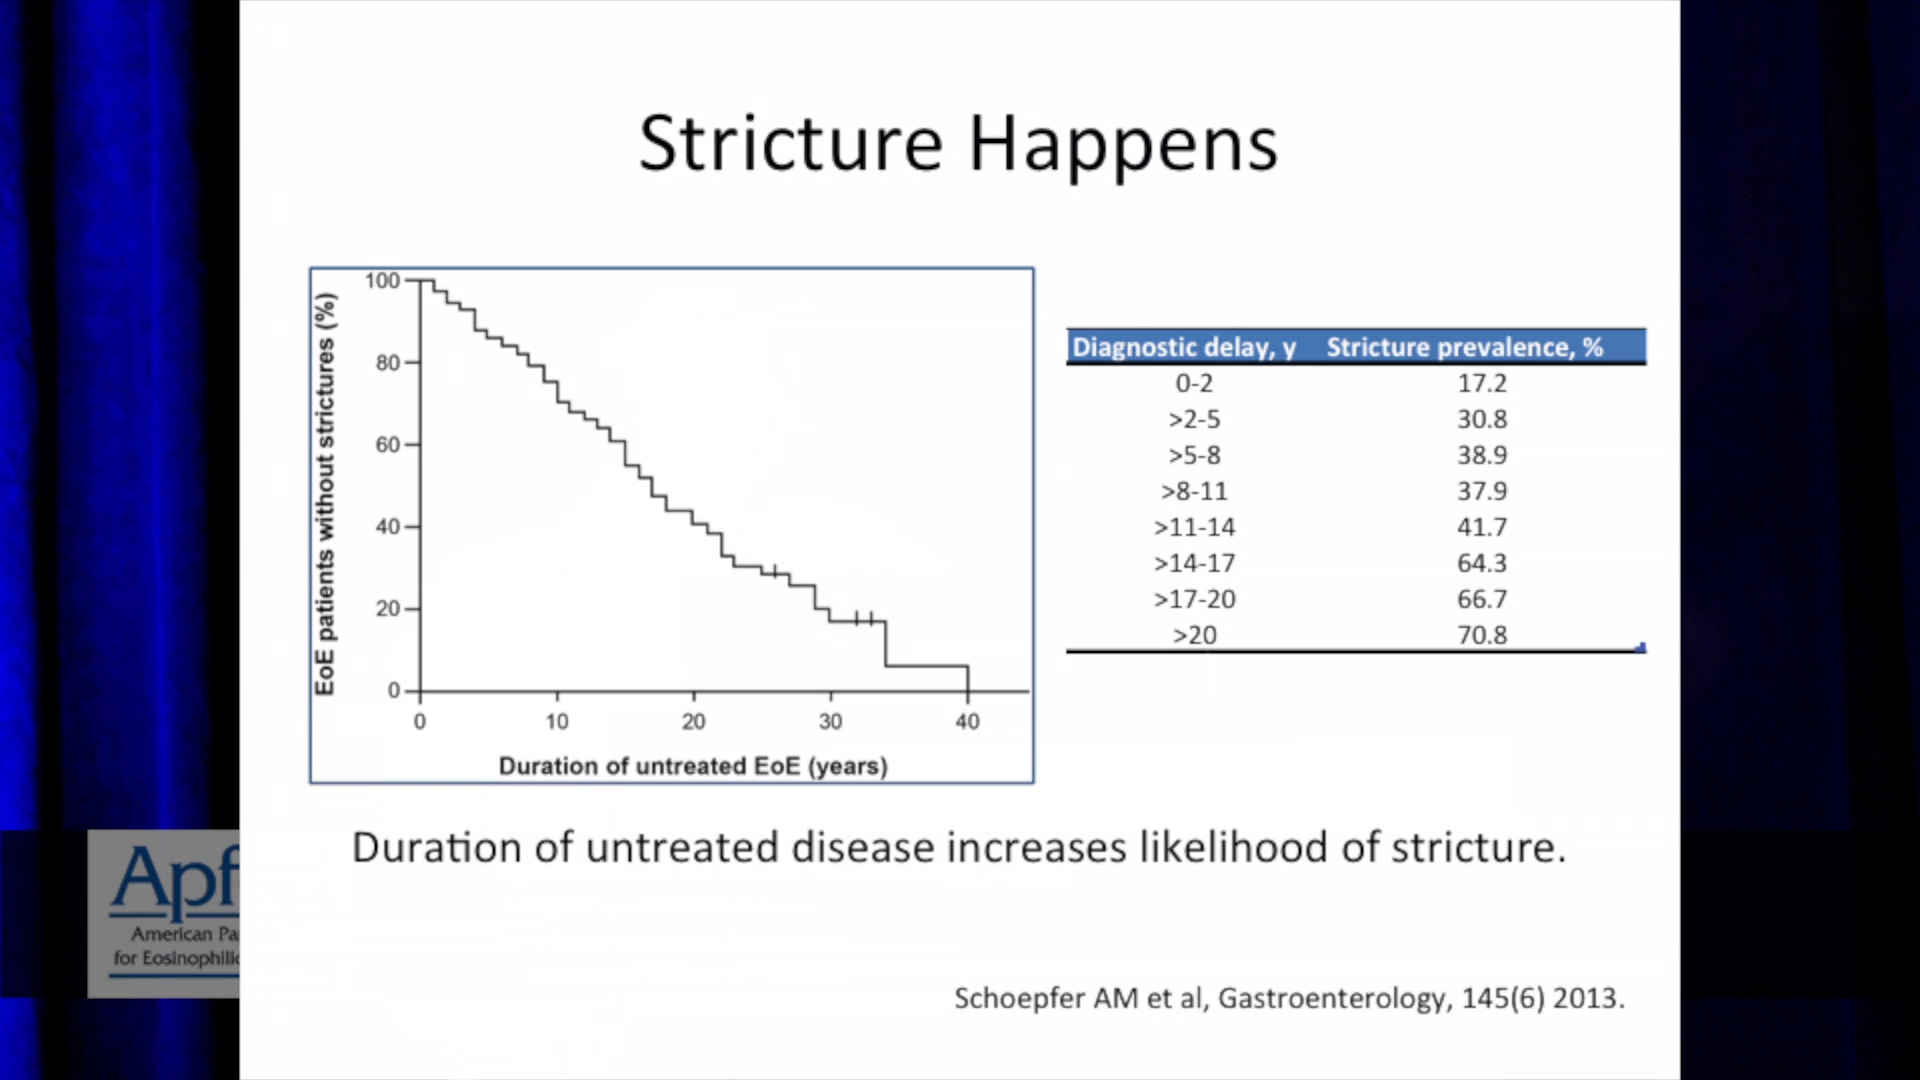 Stricture Happens
EoE patients without strictures (%)
100
80
60
40
20
0
0 10 20 30 40
Duration of untreated EoE (years)
Diagnostic delay, y Stricture prevalence, %
0-2 17.2
>2-5 30.8
>5-8 38.9
>8-11 37.9
>11-14 41.7
>14-17 64.3
>17-20 66.7
>20 70.8
Duration of untreated disease increases likelihood of stricture.
Apf
American Pa
for Eosinophilic
Schoepfer AM et al, Gastroenterology, 145(6) 2013.